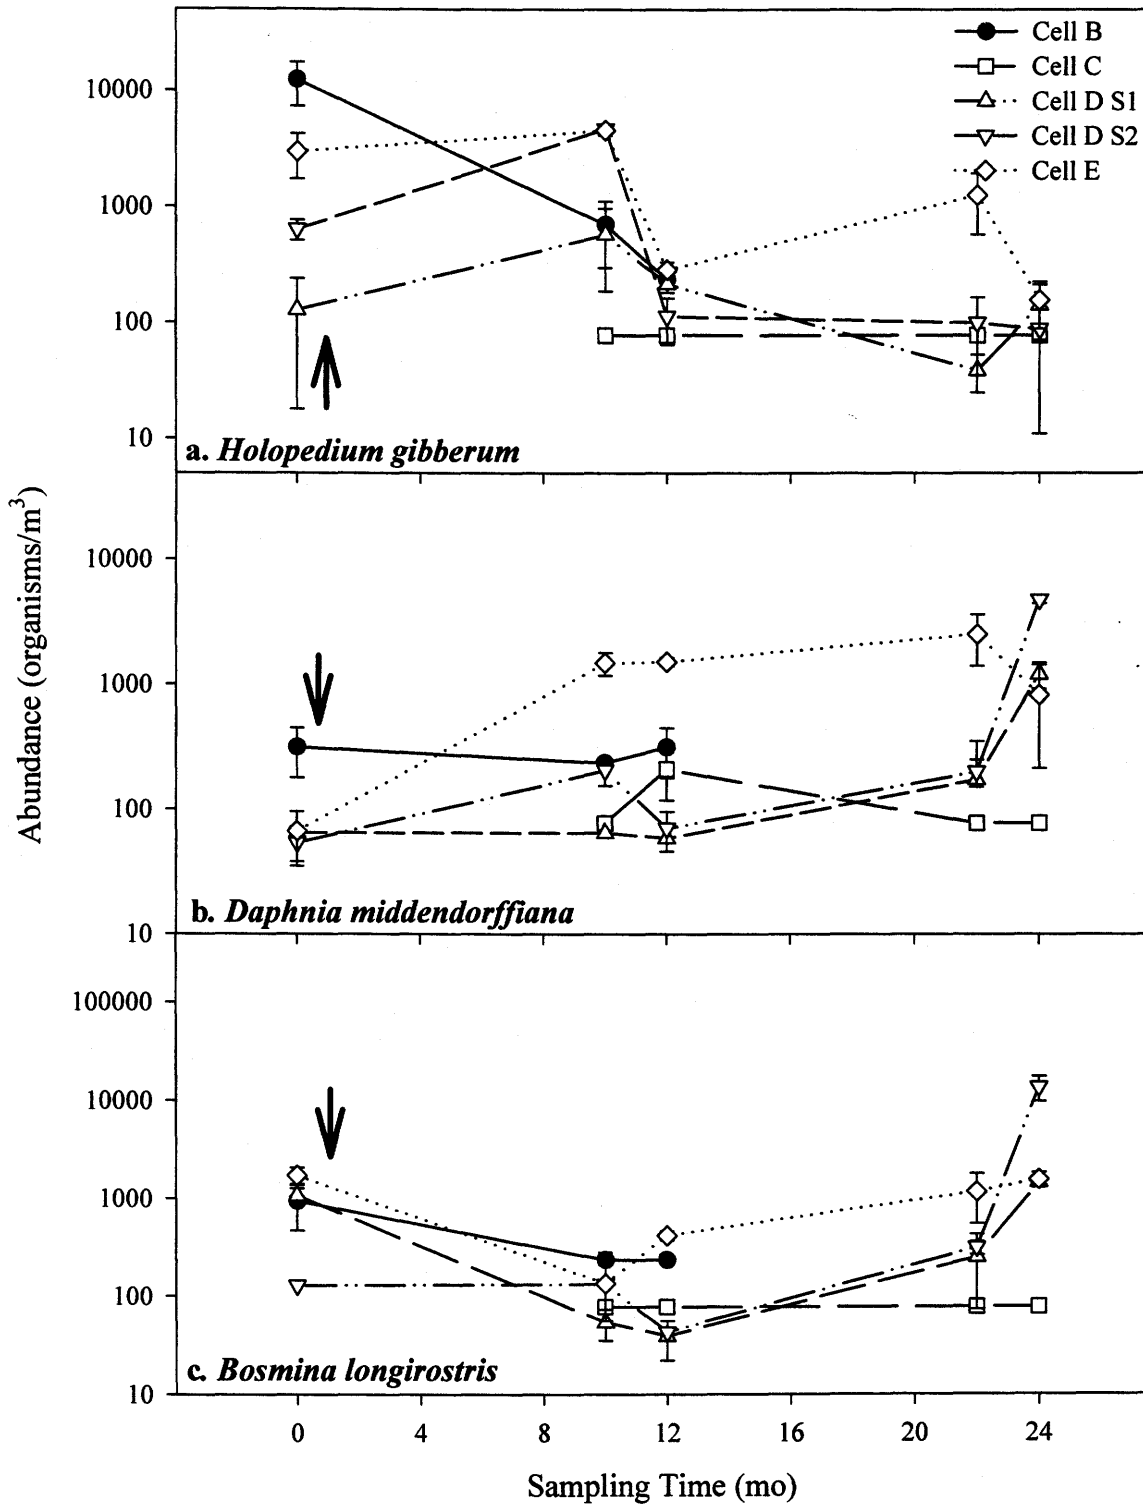 Cell B
Cell C
Cell D S1
Cell D S2
Cell E
10000
1000
100
10
a. Holopedium gibberum
Abundance (organisms/m³)
10000
1000
100
10
b. Daphnia middendorffiana
100000
10000
1000
100
10
c. Bosmina longirostris
0 4 8 12 16 20 24
Sampling Time (mo)